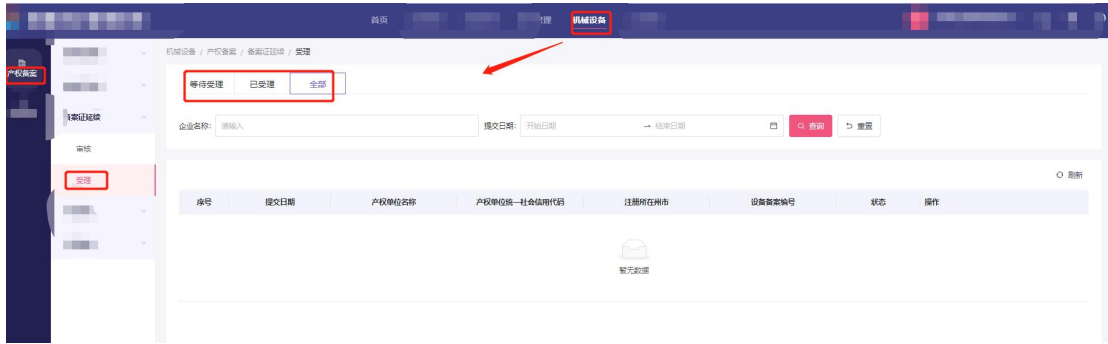 首页 机械设备
产权备案
备案证延续
审核
受理
机械设备 / 产权备案 / 备案证延续 / 受理
等待受理 已受理 全部
企业名称: 请输入 提交日期: 开始日期 → 结束日期 查询 重置
刷新
序号 提交日期 产权单位名称 产权单位统一社会信用代码 注册所在州市 设备备案编号 状态 操作
暂无数据